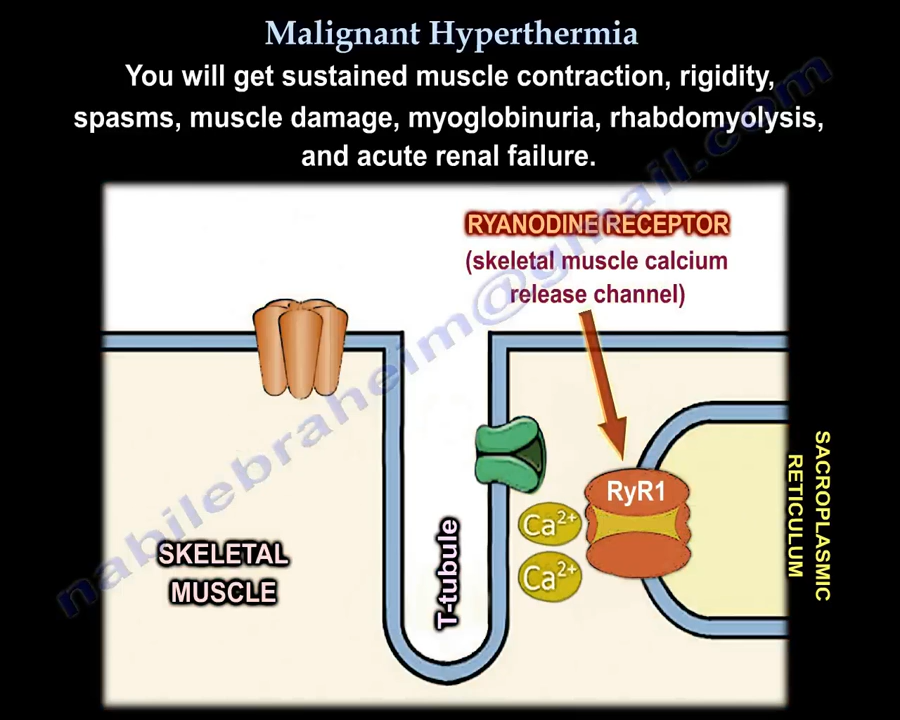 Malignant Hyperthermia
You will get sustained muscle contraction, rigidity,
spasms, muscle damage, myoglobinuria, rhabdomyolysis,
and acute renal failure.
RYANODINE RECEPTOR
(skeletal muscle calcium
release channel)
nabilebraheim@gmail.com
RyR1
Ca²⁺
Ca²⁺
SKELETAL
MUSCLE
T-tubule
SACROPLASMIC
RETICULUM